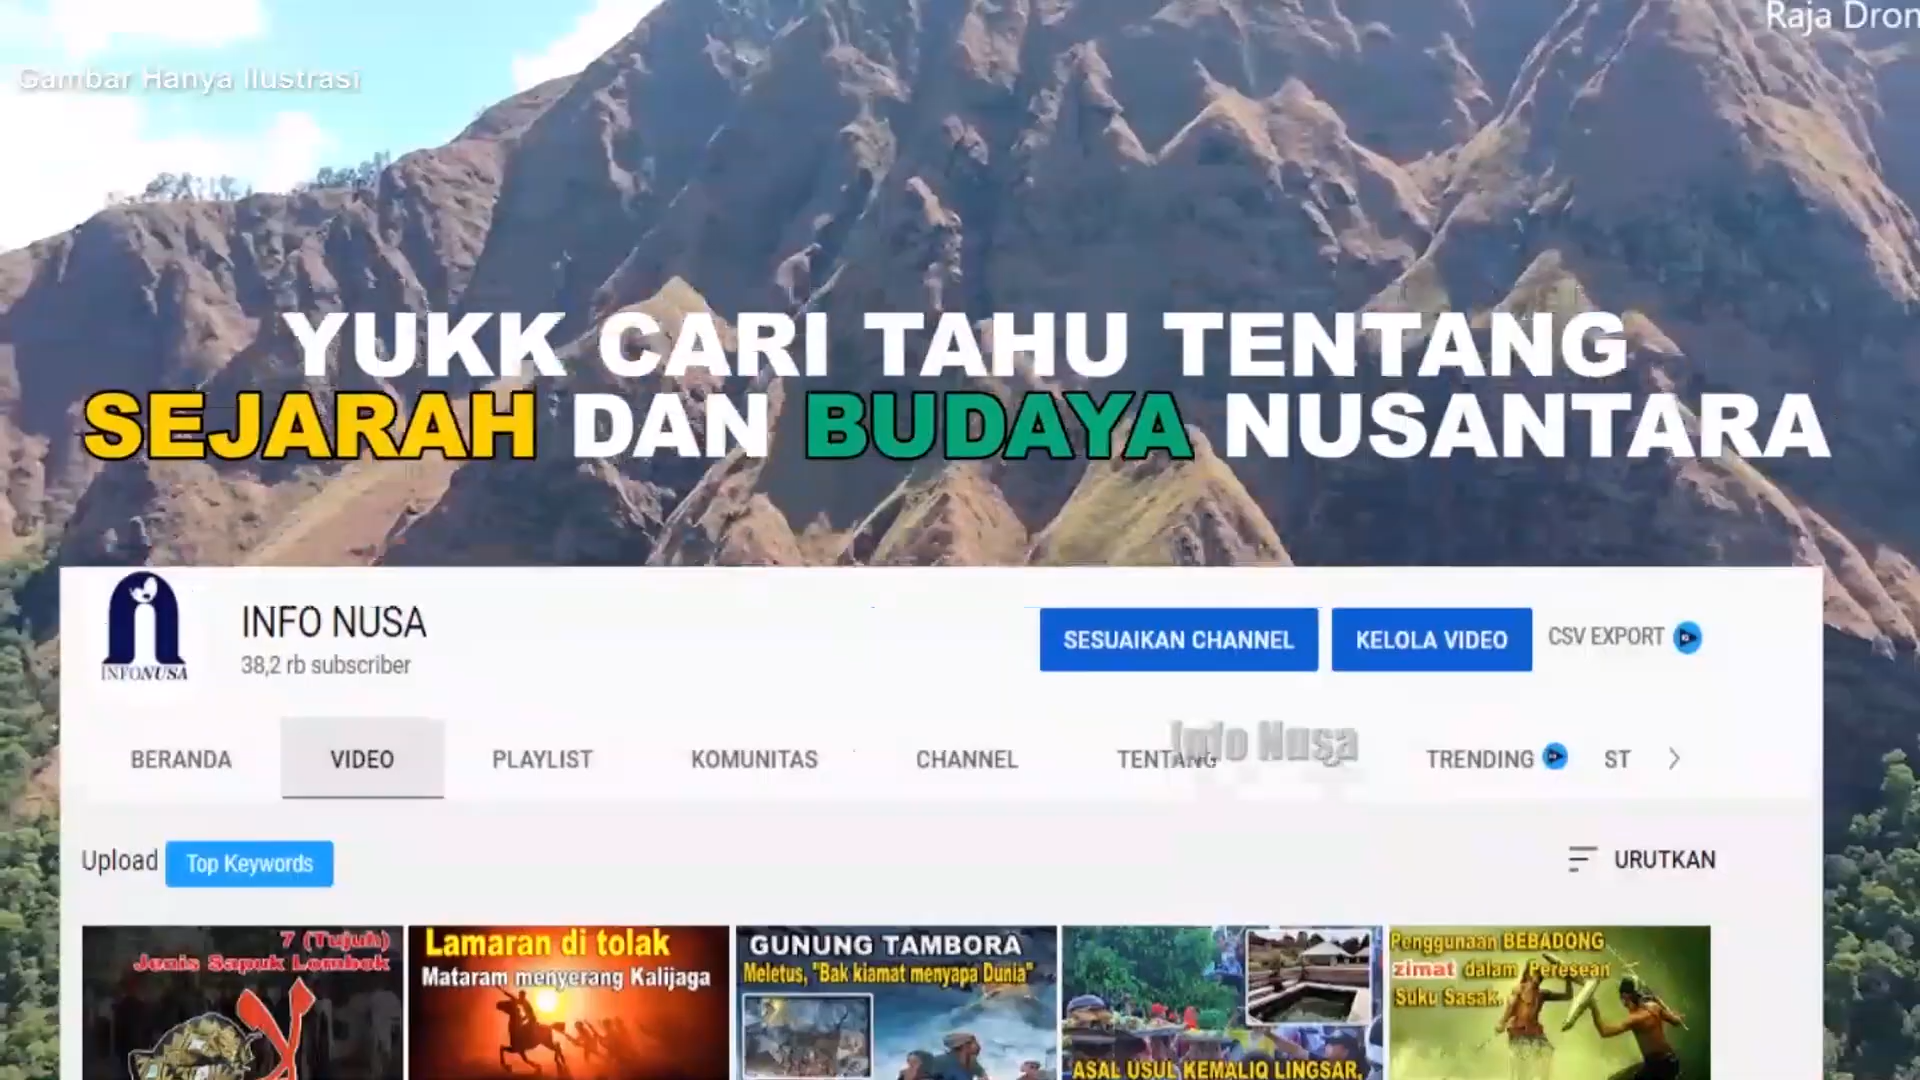 Raja Dron
Gambar Hanya Ilustrasi
YUKK CARI TAHU TENTANG
SEJARAH DAN BUDAYA NUSANTARA
INFONUSA
INFO NUSA
38,2 rb subscriber
SESUAIKAN CHANNEL
KELOLA VIDEO
CSV EXPORT
BERANDA
VIDEO
PLAYLIST
KOMUNITAS
CHANNEL
TENTANG
Info Nusa
TRENDING
ST
Upload
Top Keywords
URUTKAN
7 (Tujuh)
Jenis Sapuk Lombok
Lamaran di tolak
Mataram menyerang Kalijaga
GUNUNG TAMBORA
Meletus, "Bak kiamat menyapa Dunia"
ASAL USUL KEMALIQ LINGSAR,
Penggunaan BEBADONG
zimat dalam Peresean
Suku Sasak.